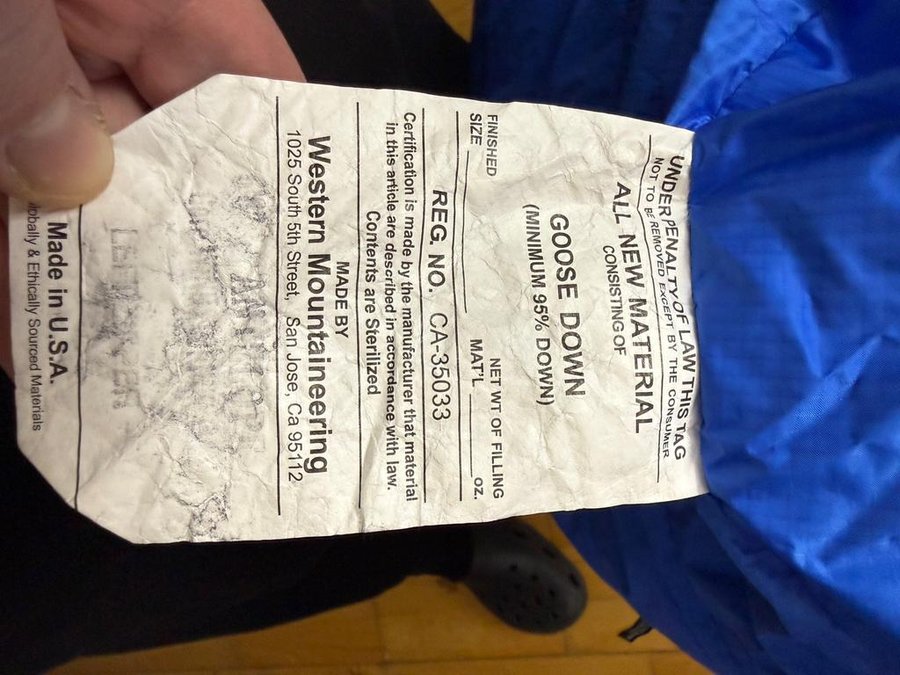 UNDER PENALTY OF LAW THIS TAG
NOT TO BE REMOVED EXCEPT BY THE CONSUMER
ALL NEW MATERIAL
CONSISTING OF
GOOSE DOWN
(MINIMUM 95% DOWN)
FINISHED
SIZE
NET WT OF FILLING
MAT'L OZ.
REG. NO. CA-35033
Certification is made by the manufacturer that material
in this article are described in accordance with law.
Contents are Sterilized
MADE BY
Western Mountaineering
1025 South 5th Street, San Jose, Ca 95112
Made in U.S.A.
& Ethically Sourced Materials